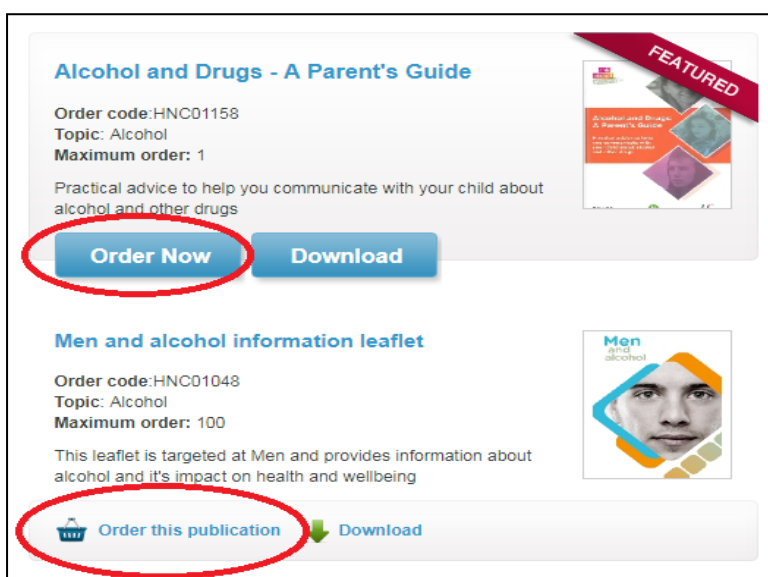 FEATURED
Alcohol and Drugs - A Parent's Guide
Order code:HNC01158
Topic: Alcohol
Maximum order: 1
Practical advice to help you communicate with your child about
alcohol and other drugs
Alcohol and Drugs:
A Parent's Guide
Order Now
Download
Men and alcohol information leaflet
Order code:HNC01048
Topic: Alcohol
Maximum order: 100
This leaflet is targeted at Men and provides information about
alcohol and it's impact on health and wellbeing
Men
and
alcohol
Order this publication
Download